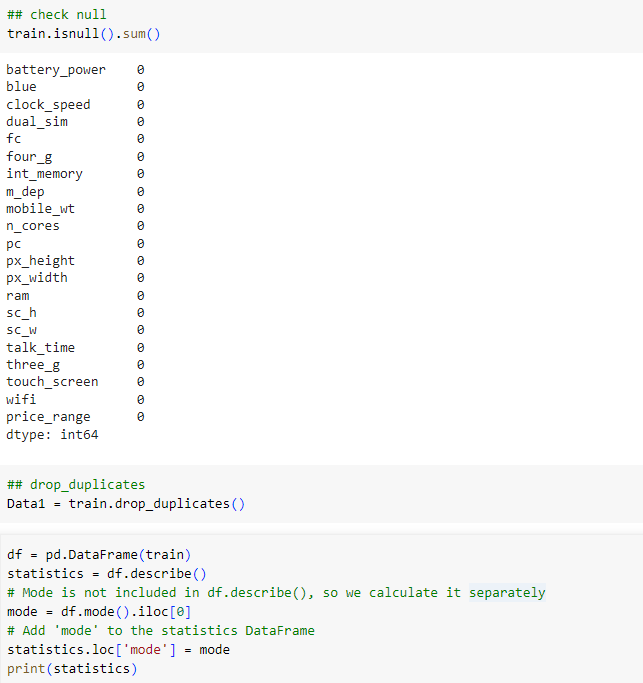 ## check null
train.isnull().sum()
battery_power 0
blue 0
clock_speed 0
dual_sim 0
fc 0
four_g 0
int_memory 0
m_dep 0
mobile_wt 0
n_cores 0
pc 0
px_height 0
px_width 0
ram 0
sc_h 0
sc_w 0
talk_time 0
three_g 0
touch_screen 0
wifi 0
price_range 0
dtype: int64
## drop_duplicates
Data1 = train.drop_duplicates()
df = pd.DataFrame(train)
statistics = df.describe()
# Mode is not included in df.describe(), so we calculate it separately
mode = df.mode().iloc[0]
# Add 'mode' to the statistics DataFrame
statistics.loc['mode'] = mode
print(statistics)